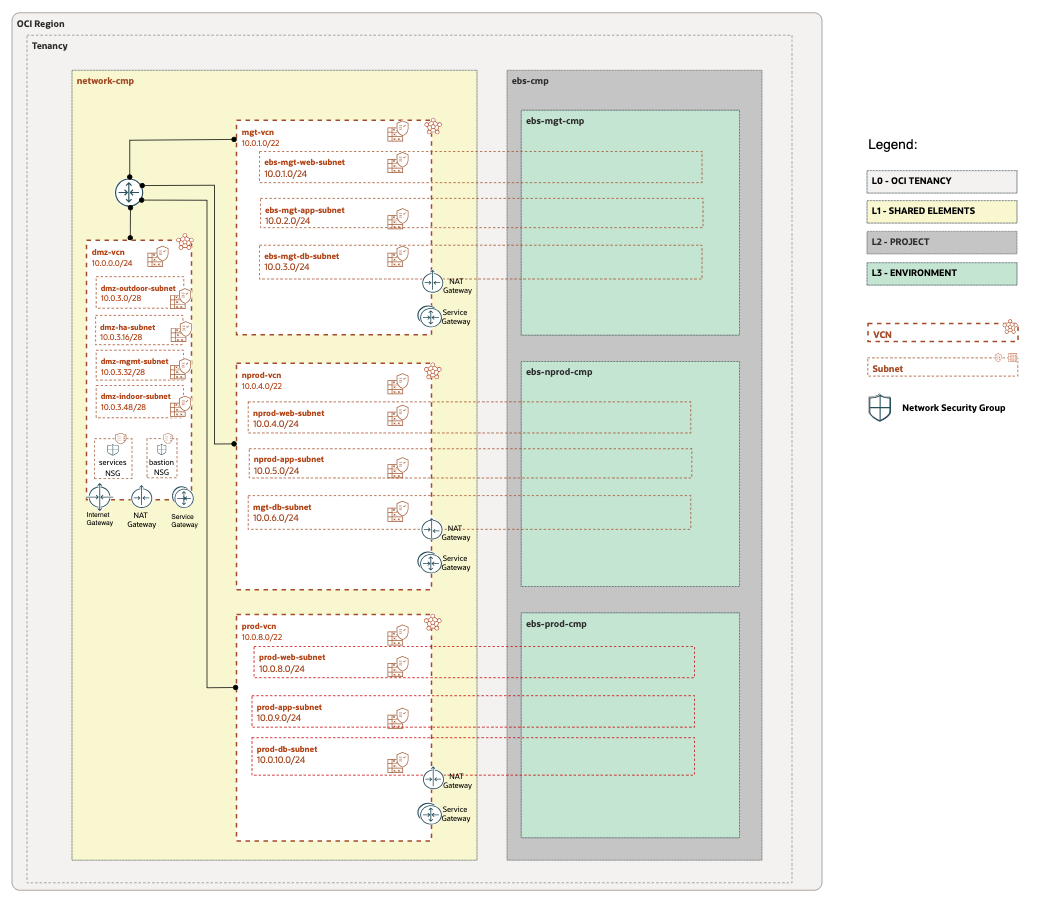 OCI Region
Tenancy
network-cmp
mgt-vcn
10.0.1.0/22
ebs-mgt-web-subnet
10.0.1.0/24
ebs-mgt-app-subnet
10.0.2.0/24
ebs-mgt-db-subnet
10.0.3.0/24
NAT
Gateway
Service
Gateway
dmz-vcn
10.0.0.0/24
dmz-outdoor-subnet
10.0.3.0/28
dmz-ha-subnet
10.0.3.16/28
dmz-mgmt-subnet
10.0.3.32/28
dmz-indoor-subnet
10.0.3.48/28
services
NSG
bastion
NSG
Internet
Gateway
NAT
Gateway
Service
Gateway
nprod-vcn
10.0.4.0/22
nprod-web-subnet
10.0.4.0/24
nprod-app-subnet
10.0.5.0/24
mgt-db-subnet
10.0.6.0/24
NAT
Gateway
Service
Gateway
prod-vcn
10.0.8.0/22
prod-web-subnet
10.0.8.0/24
prod-app-subnet
10.0.9.0/24
prod-db-subnet
10.0.10.0/24
NAT
Gateway
Service
Gateway
ebs-cmp
ebs-mgt-cmp
ebs-nprod-cmp
ebs-prod-cmp
Legend:
L0 - OCI TENANCY
L1 - SHARED ELEMENTS
L2 - PROJECT
L3 - ENVIRONMENT
VCN
Subnet
Network Security Group